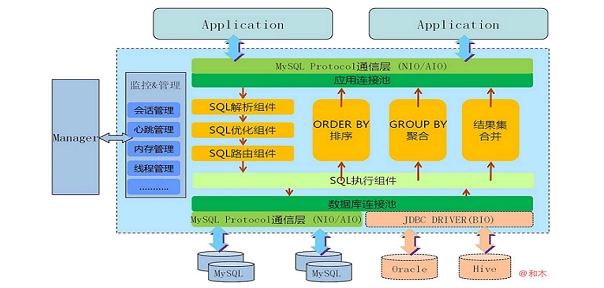 Application
Application
MySQL Protocol通信层 (NIO/AIO)
应用连接池
监控&管理
会话管理
心跳管理
内存管理
线程管理
...........
Manager
SQL解析组件
SQL优化组件
SQL路由组件
ORDER BY
排序
GROUP BY
聚合
结果集
合并
SQL执行组件
数据库连接池
MySQL Protocol通信层 (NIO/AIO)
JDBC DRIVER(BIO)
MySQL
MySQL
Oracle
Hive
@和木